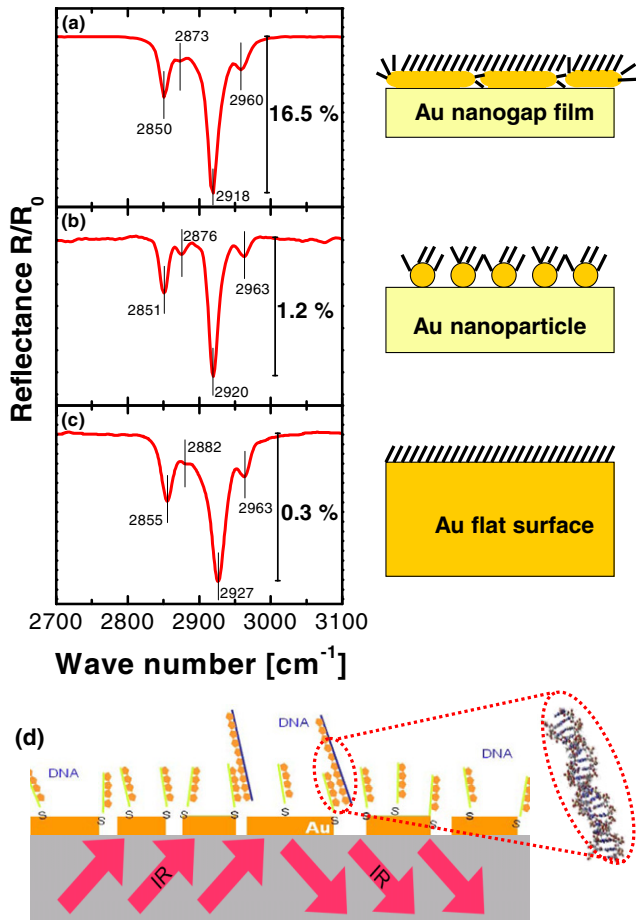 (a)
2873
2850
2960
16.5 %
2918
Au nanogap film
(b)
2876
2851
2963
1.2 %
2920
Au nanoparticle
(c)
2882
2855
2963
0.3 %
2927
Au flat surface
Reflectance R/R0
2700 2800 2900 3000 3100
Wave number [cm-1]
(d)
DNA
DNA
DNA
S S S S S S S S S
Au
IR
IR